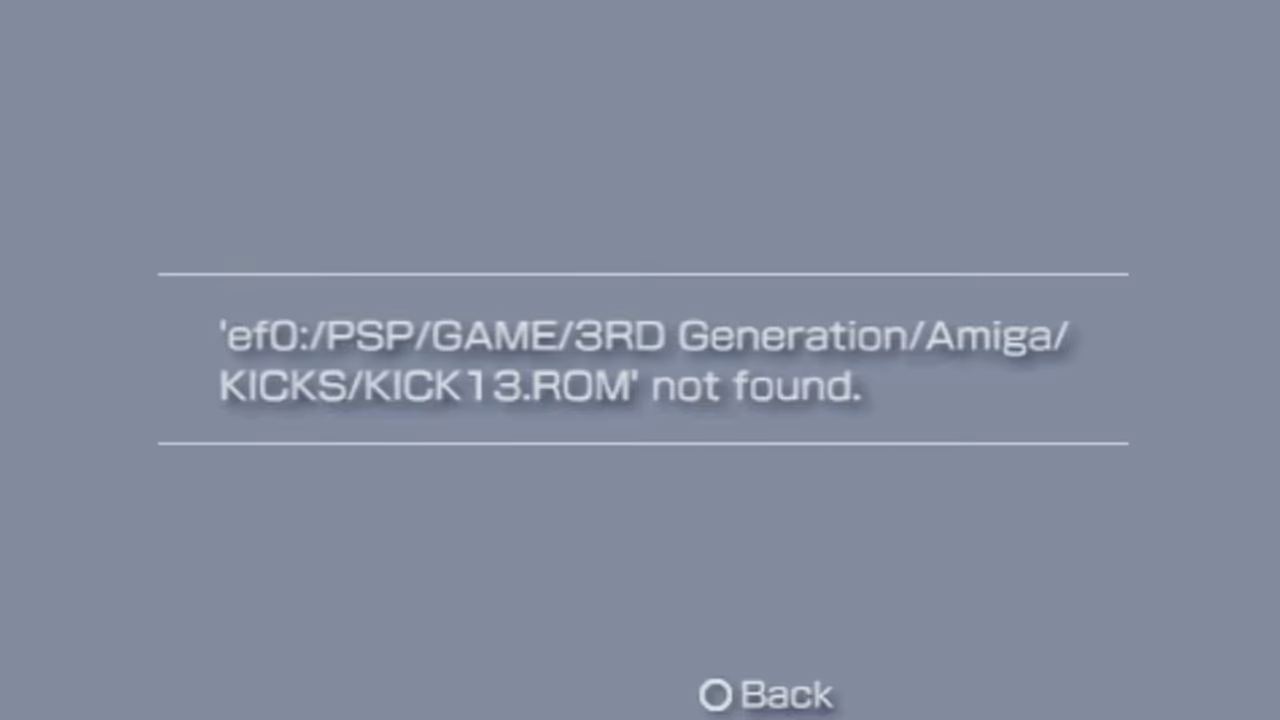 'ef0:/PSP/GAME/3RD Generation/Amiga/
KICKS/KICK13.ROM' not found.
Back